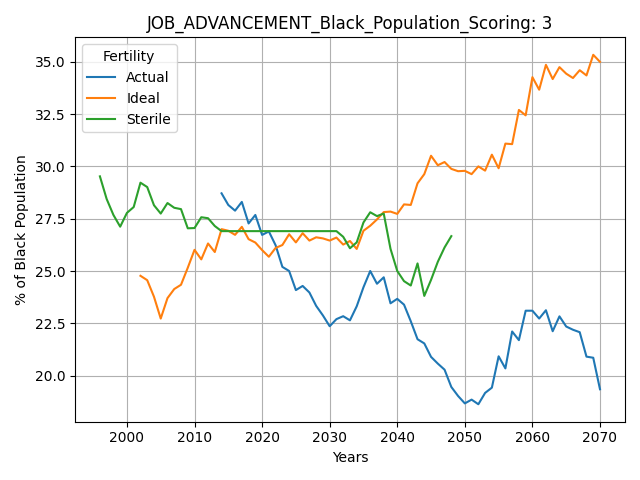 JOB_ADVANCEMENT_Black_Population_Scoring: 3
Fertility
Actual
Ideal
Sterile
% of Black Population
35.0
32.5
30.0
27.5
25.0
22.5
20.0
2000 2010 2020 2030 2040 2050 2060 2070
Years